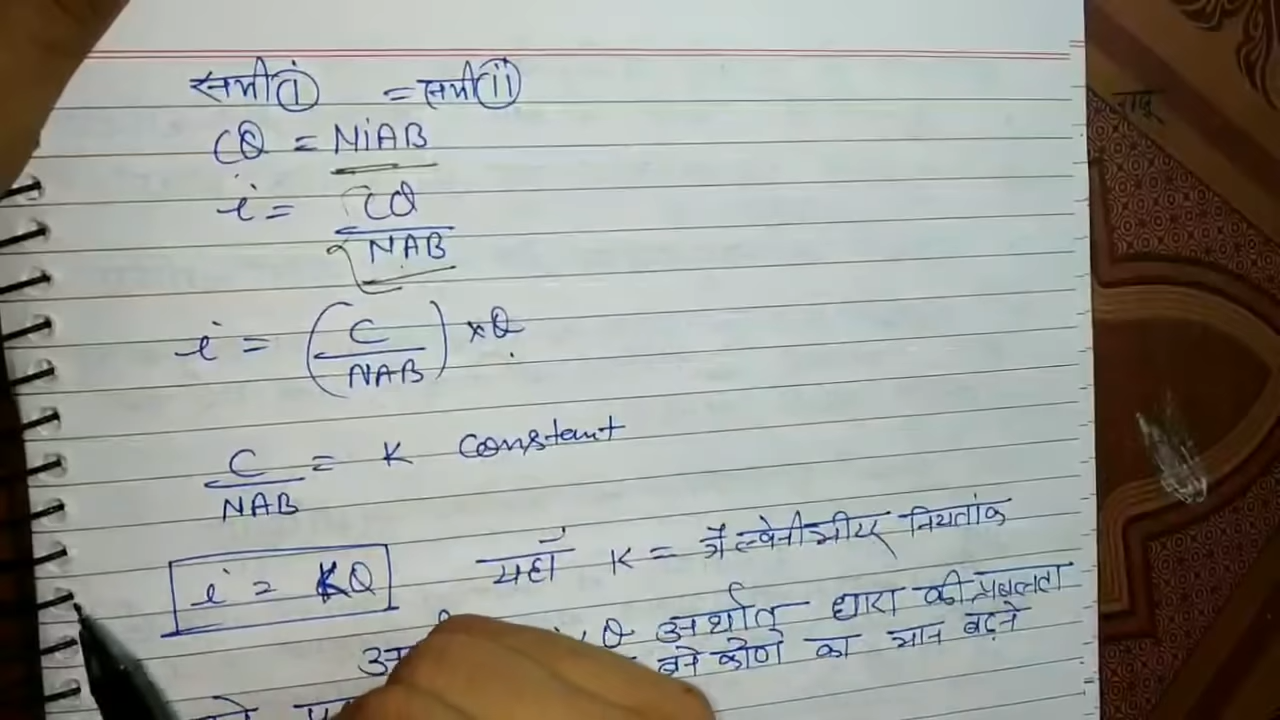 समी (i) = समी (ii)
Cθ = NiAB
i = Cθ / NAB
i = (C / NAB) × θ
C / NAB = K constant
i = Kθ यहाँ K = गैल्वेनोमीटर नियतांक
θ अर्थात धारा की प्रबलता
बने कोण का मान बढ़ने